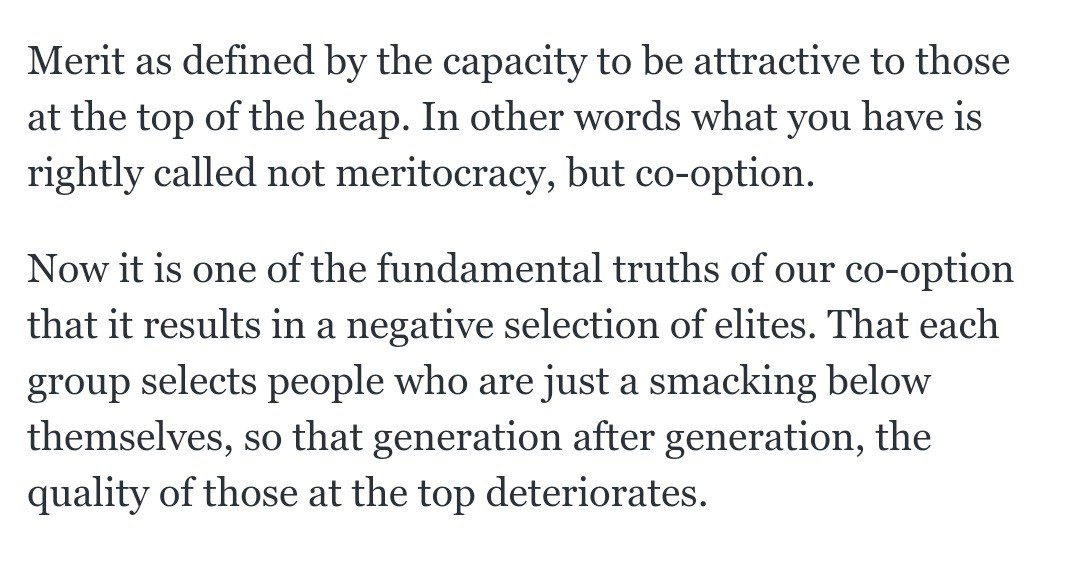 Merit as defined by the capacity to be attractive to those
at the top of the heap. In other words what you have is
rightly called not meritocracy, but co-option.
Now it is one of the fundamental truths of our co-option
that it results in a negative selection of elites. That each
group selects people who are just a smacking below
themselves, so that generation after generation, the
quality of those at the top deteriorates.